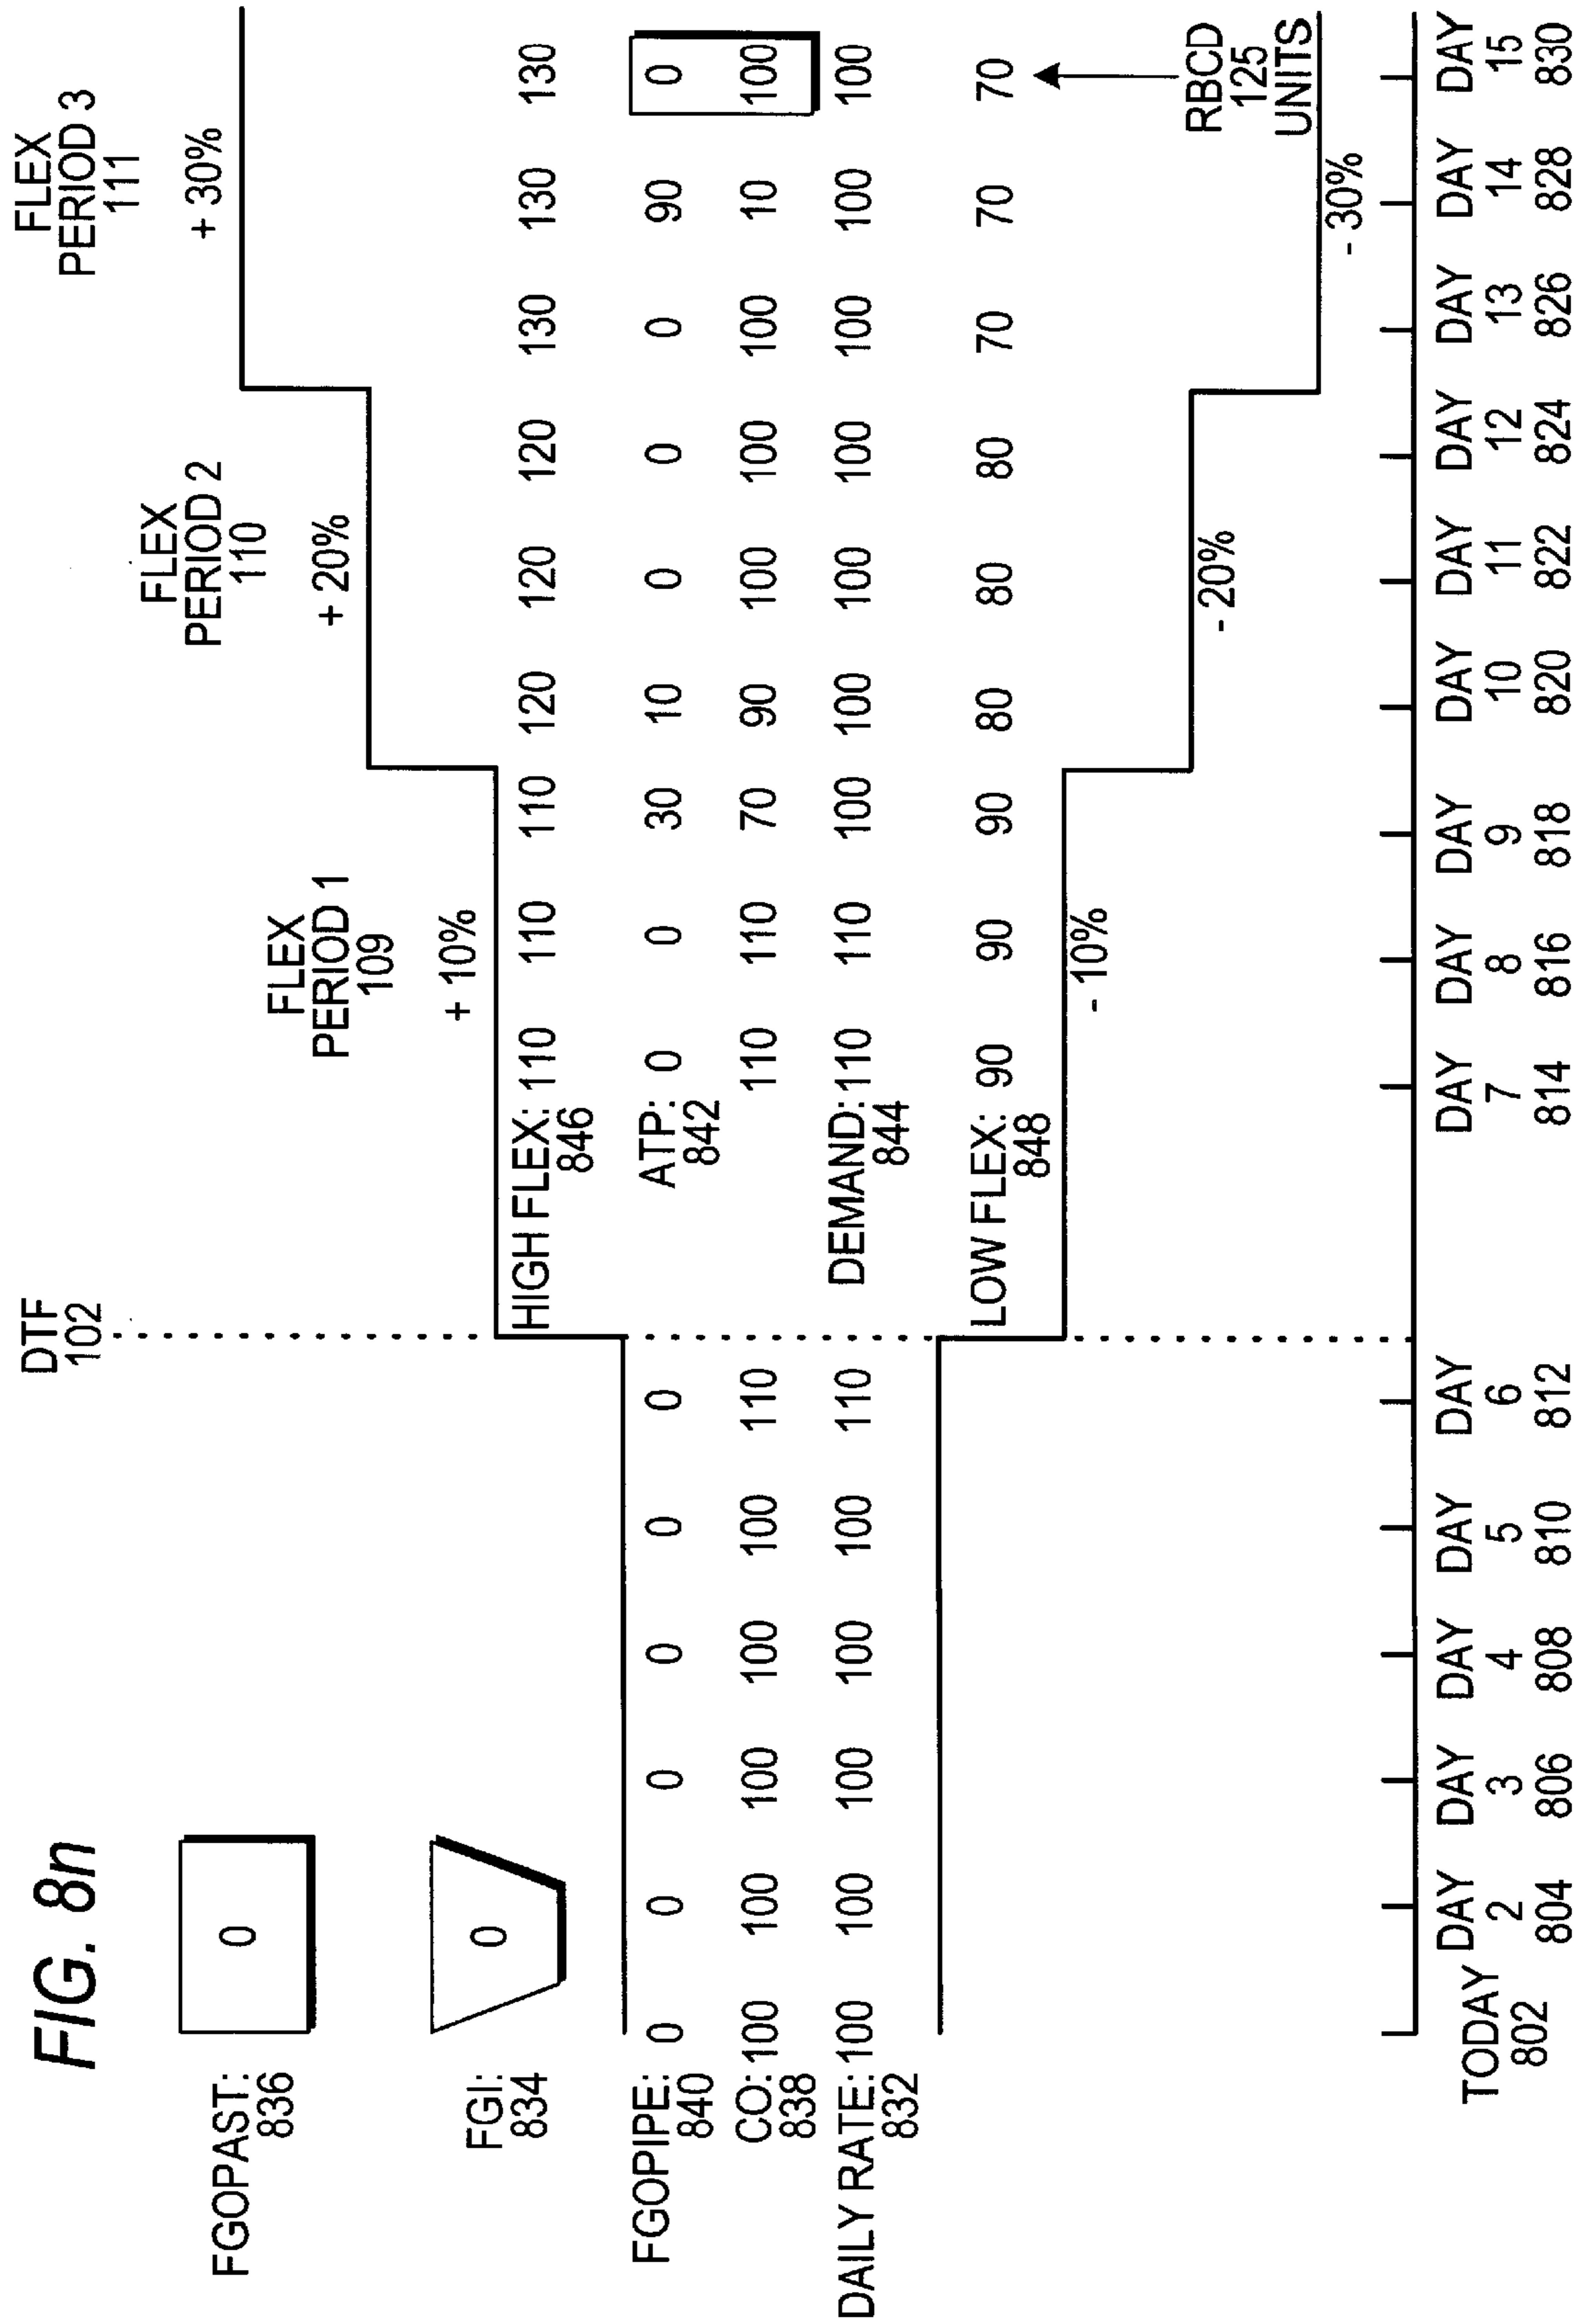 FIG. 8n
DTF
102
FLEX
PERIOD 3
111
+ 30%
FLEX
PERIOD 2
110
+ 20%
FLEX
PERIOD 1
109
+ 10%
FGOPAST:
836
0
FGI:
834
0
HIGH FLEX: 110 110 110 120 120 120 130 130 130
846
FGOPIPE: 0 0 0 0 0 0
840
ATP: 0 0 30 10 0 0 0 90 0
842
CO: 100 100 100 100 100 110 110 110 70 90 100 100 100 10 100
838
DAILY RATE: 100 100 100 100 100 110
832
DEMAND: 110 110 100 100 100 100 100 100 100
844
LOW FLEX: 90 90 90 80 80 80 70 70 70
848
- 10%
- 20%
- 30%
RBCD
125
UNITS
TODAY DAY DAY DAY DAY DAY DAY DAY DAY DAY DAY DAY DAY DAY DAY
802 2 3 4 5 6 7 8 9 10 11 12 13 14 15
804 806 808 810 812 814 816 818 820 822 824 826 828 830